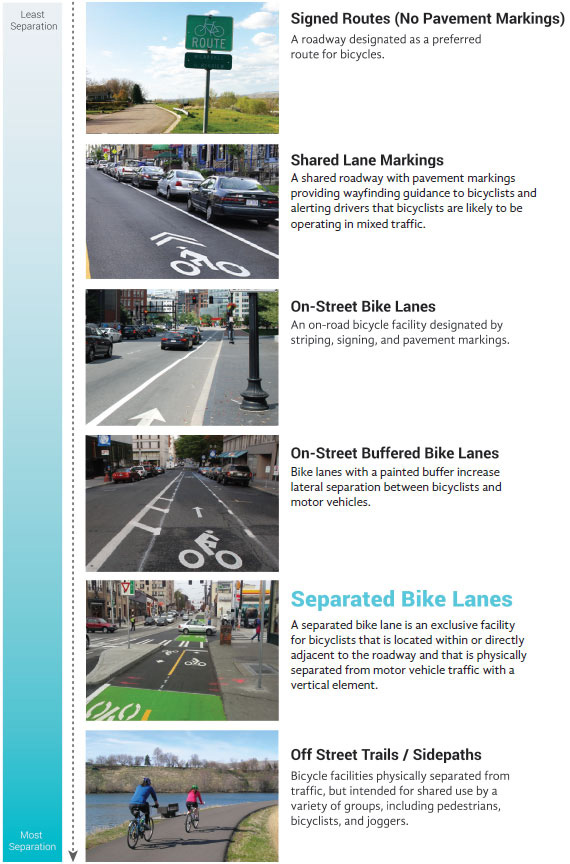 Least
Separation
ROUTE
Signed Routes (No Pavement Markings)
A roadway designated as a preferred
route for bicycles.
Shared Lane Markings
A shared roadway with pavement markings
providing wayfinding guidance to bicyclists and
alerting drivers that bicyclists are likely to be
operating in mixed traffic.
On-Street Bike Lanes
An on-road bicycle facility designated by
striping, signing, and pavement markings.
On-Street Buffered Bike Lanes
Bike lanes with a painted buffer increase
lateral separation between bicyclists and
motor vehicles.
Separated Bike Lanes
A separated bike lane is an exclusive facility
for bicyclists that is located within or directly
adjacent to the roadway and that is physically
separated from motor vehicle traffic with a
vertical element.
Off Street Trails / Sidepaths
Bicycle facilities physically separated from
traffic, but intended for shared use by a
variety of groups, including pedestrians,
bicyclists, and joggers.
Most
Separation